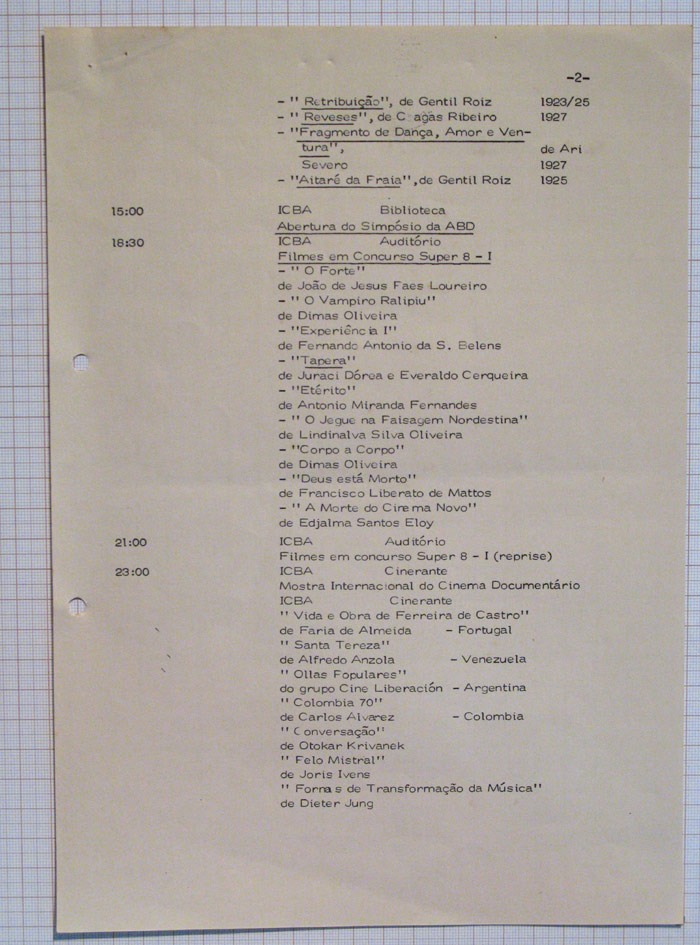 -2-
- " Retribuição", de Gentil Roiz 1923/25
- " Reveses", de C agas Ribeiro 1927
- "Fragmento de Dança, Amor e Ven-
tura", de Ari
Severo 1927
- "Aitaré da Fraia", de Gentil Roiz 1925
15:00 ICBA Biblioteca
Abertura do Simpósio da ABD
18:30 ICBA Auditório
Filmes em Concurso Super 8 - I
- " O Forte"
de João de Jesus Faes Loureiro
- " O Vampiro Ralipiu"
de Dimas Oliveira
- "Experiência I"
de Fernando Antonio da S. Belens
- "Tapera"
de Juraci Dórea e Everaldo Cerqueira
- "Etérito"
de Antonio Miranda Fernandes
- " O Jegue na Faisagem Nordestina"
de Lindinalva Silva Oliveira
- "Corpo a Corpo"
de Dimas Oliveira
- "Deus está Morto"
de Francisco Liberato de Mattos
- " A Morte do Cirema Novo"
de Edjalma Santos Eloy
21:00 ICBA Auditório
Filmes em concurso Super 8 - I (reprise)
23:00 ICBA Cinerante
Mostra Internacional do Cinema Documentário
ICBA Cinerante
" Vida e Obra de Ferreira de Castro"
de Faria de Almeida - Portugal
" Santa Tereza"
de Alfredo Anzola - Venezuela
" Ollas Fopulares"
do grupo Cine Liberación - Argentina
" Colombia 70"
de Carlos Alvarez - Colombia
" Conversação"
de Otokar Krivanek
" Felo Mistral"
de Joris Ivens
" Formas de Transformação da Música"
de Dieter Jung